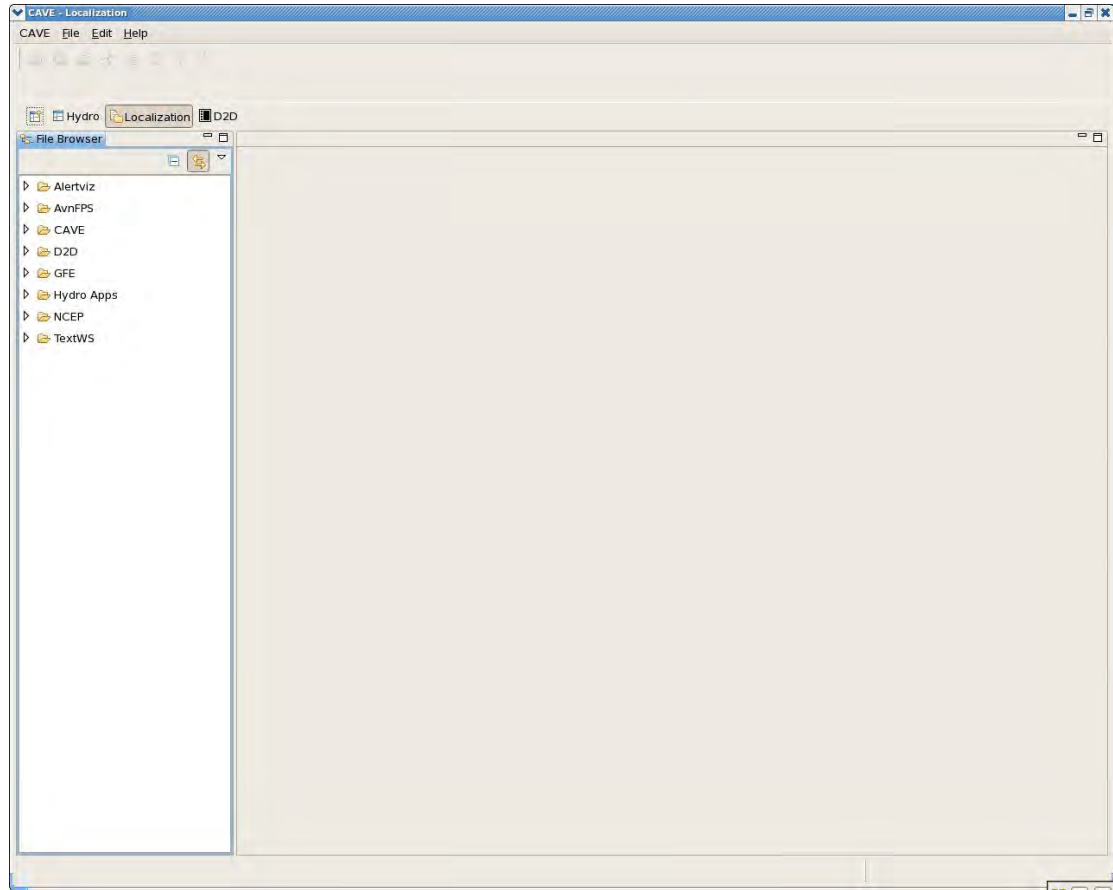 CAVE - Localization
CAVE File Edit Help
Hydro Localization D2D
File Browser
Alertviz
AvnFPS
CAVE
D2D
GFE
Hydro Apps
NCEP
TextWS